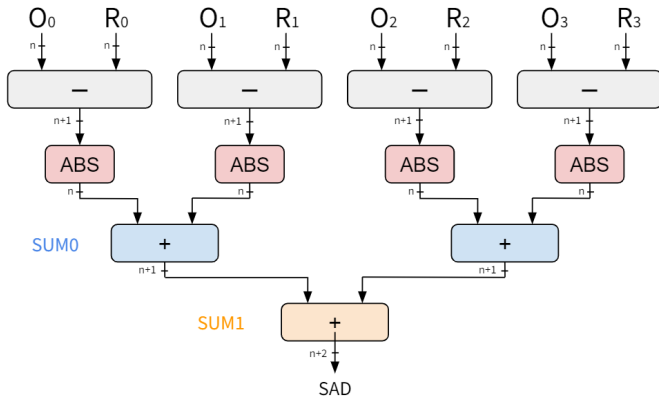 O₀ R₀ O₁ R₁ O₂ R₂ O₃ R₃
n n n n n n n n
− − − −
n+1 n+1 n+1 n+1
ABS ABS ABS ABS
n n n n
SUM0 + +
n+1 n+1
SUM1 +
n+2
SAD